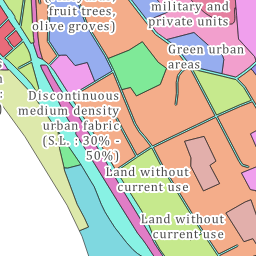 fruit trees,
olive groves)
military and
private units
Green urban
areas
Discontinuous
medium density
urban fabric
(S.L. : 30% -
50%)
Land without
current use
Land without
current use